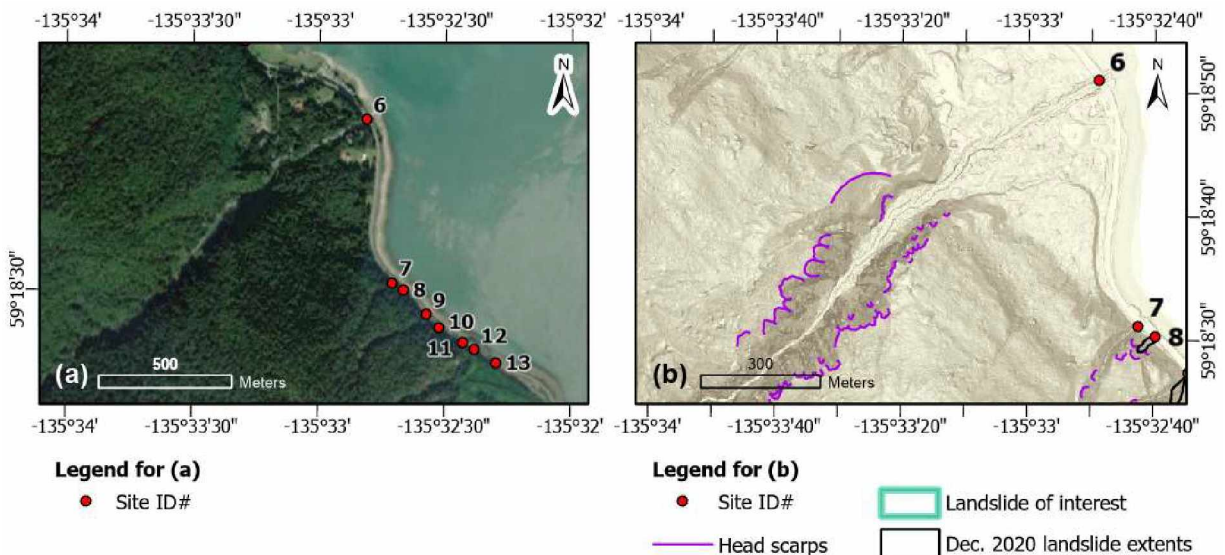 -135°34' -135°33'30" -135°33' -135°32'30" -135°32'
-135°33'40" -135°33'20" -135°33' -135°32'40"
N
6
7
8
9
10
11
12
13
59°18'30"
(a)
500
Meters
-135°34' -135°33'30" -135°33' -135°32'30" -135°32'
N
6
7
8
59°18'50"
59°18'40"
59°18'30"
(b)
300
Meters
-135°34' -135°33'40" -135°33'20" -135°33' -135°32'40"
Legend for (a)
Site ID#
Legend for (b)
Site ID#
Landslide of interest
Head scarps
Dec. 2020 landslide extents